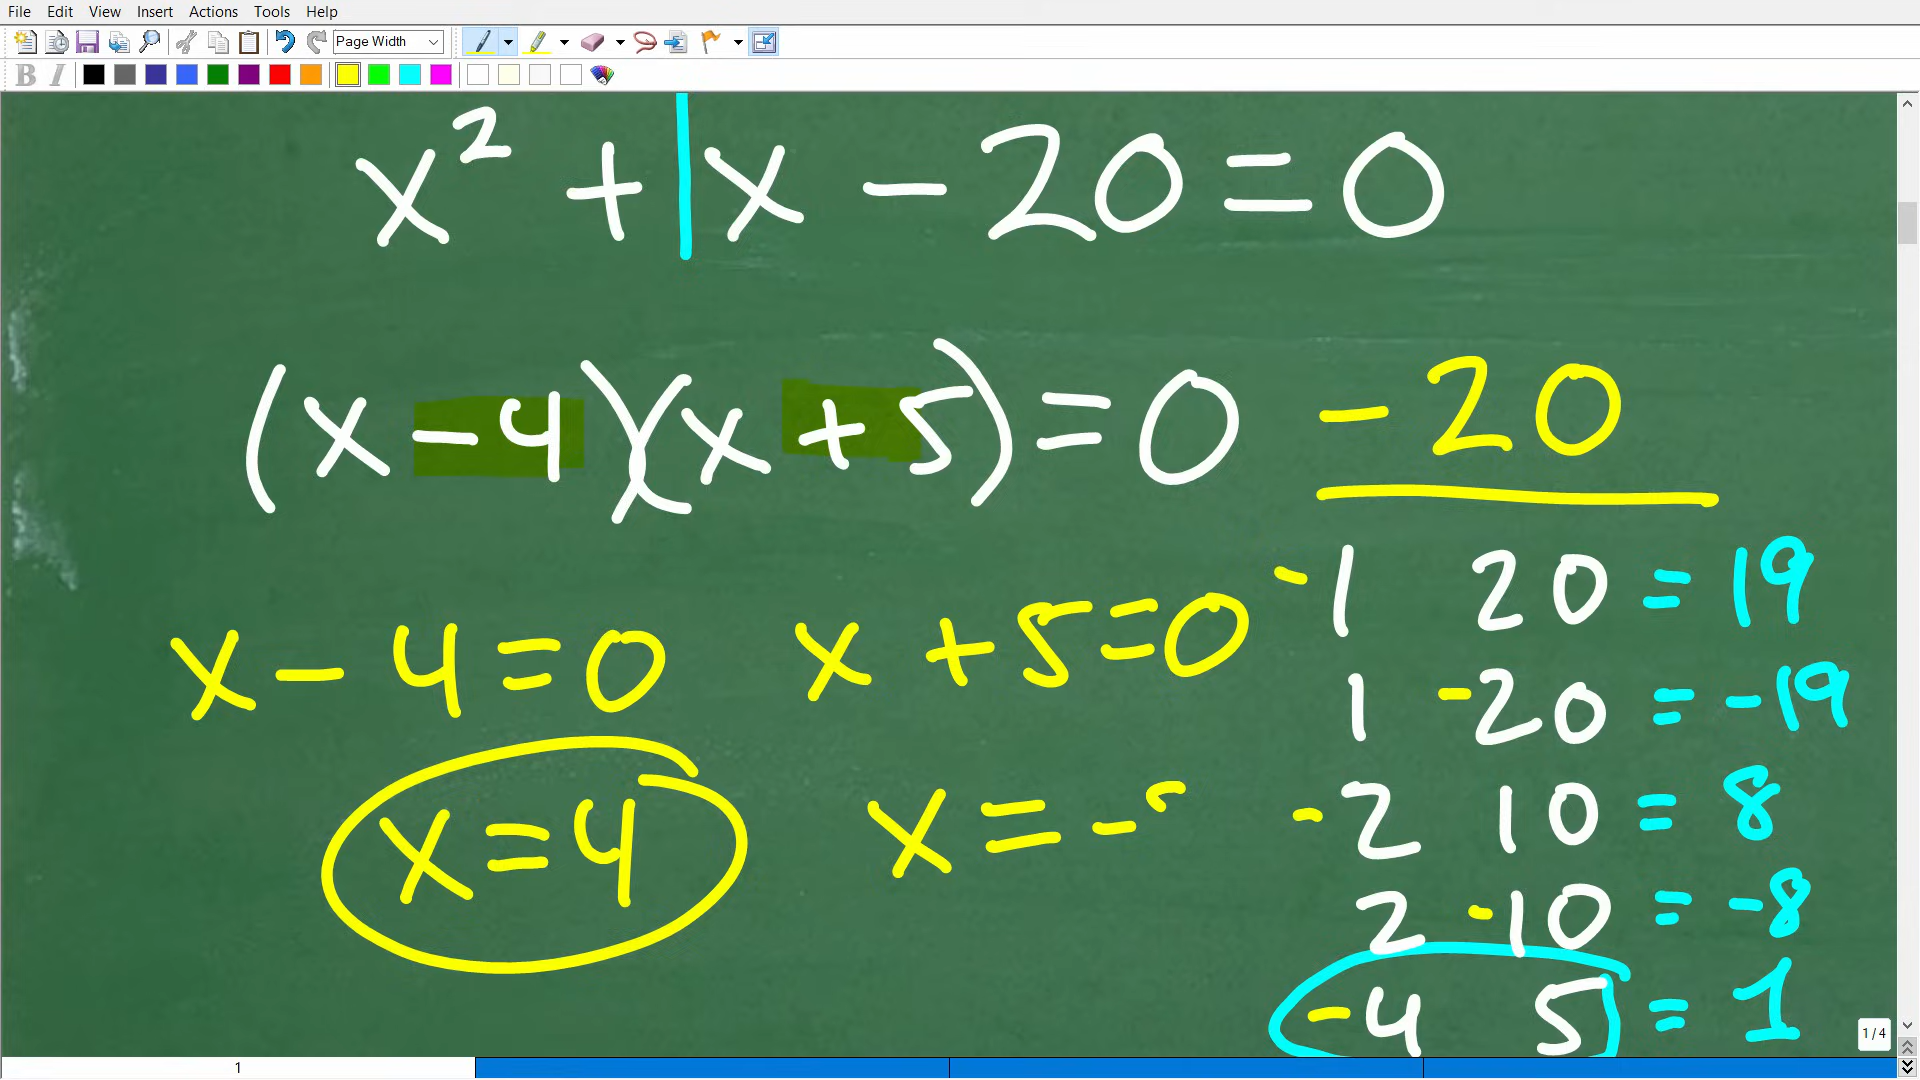 File Edit View Insert Actions Tools Help
Page Width
B I
x² + 1x - 20 = 0
(x - 4)(x + 5) = 0
- 20
x - 4 = 0
x + 5 = 0
x = 4
x = -
-1 20 = 19
1 -20 = -19
-2 10 = 8
2 -10 = -8
-4 5 = 1
1 / 4
1